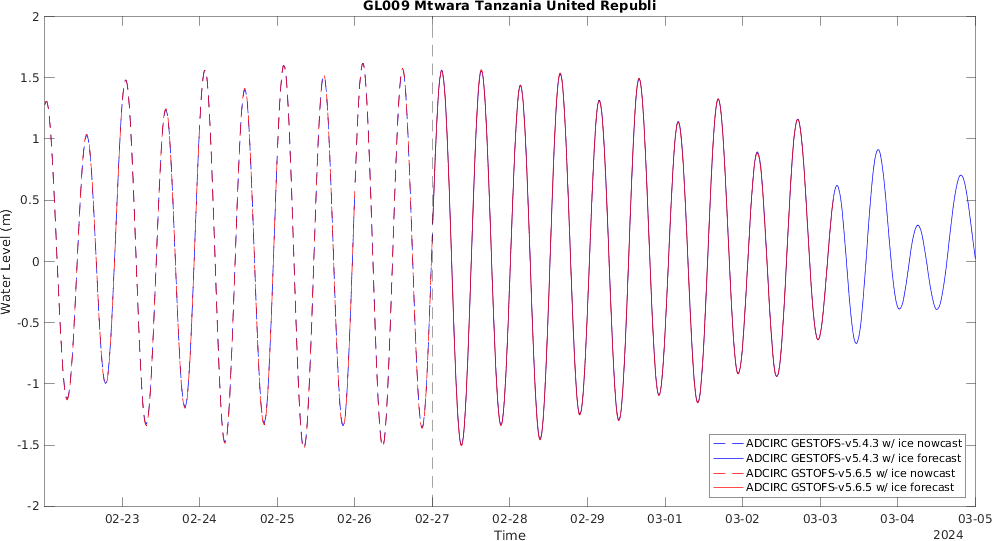 GL009 Mtwara Tanzania United Republi
2
1.5
1
0.5
0
-0.5
-1
-1.5
-2
Water Level (m)
02-23 02-24 02-25 02-26 02-27 02-28 02-29 03-01 03-02 03-03 03-04 03-05
Time
2024
ADCIRC GESTOFS-v5.4.3 w/ ice nowcast
ADCIRC GESTOFS-v5.4.3 w/ ice forecast
ADCIRC GSTOFS-v5.6.5 w/ ice nowcast
ADCIRC GSTOFS-v5.6.5 w/ ice forecast